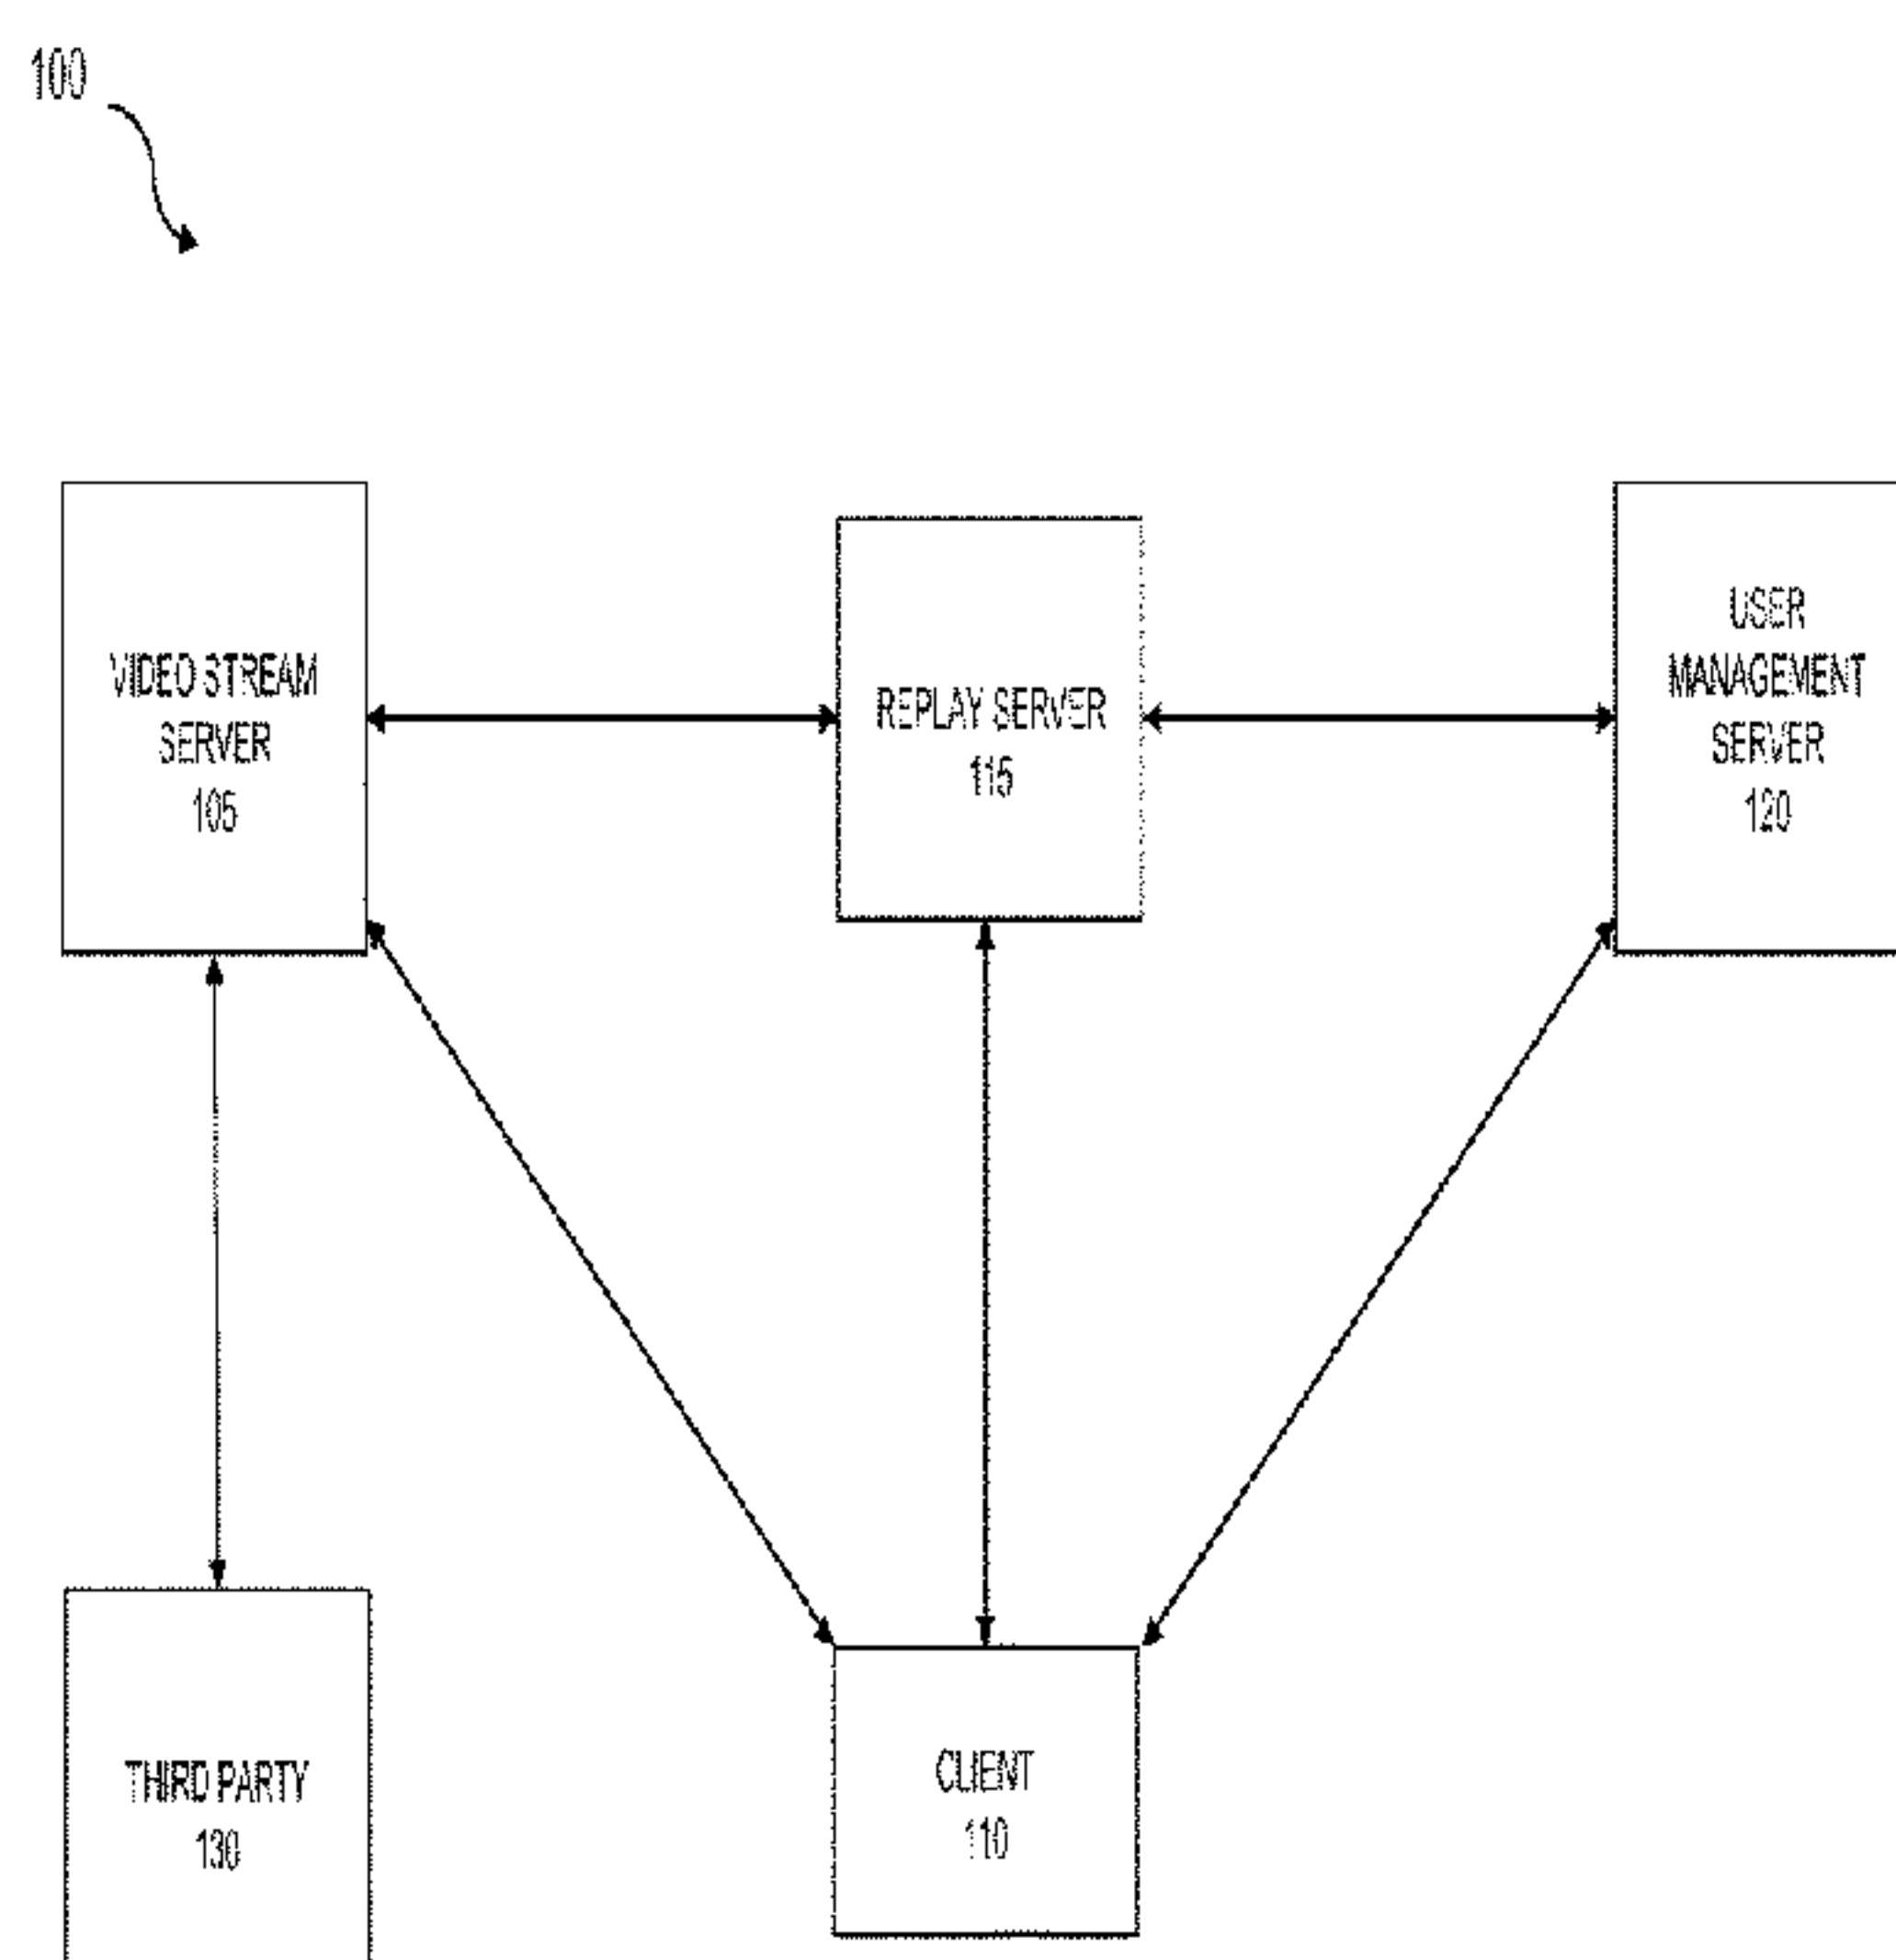 100
VIDEO STREAM
SERVER
105
REPLAY SERVER
115
USER
MANAGEMENT
SERVER
120
THIRD PARTY
130
CLIENT
110